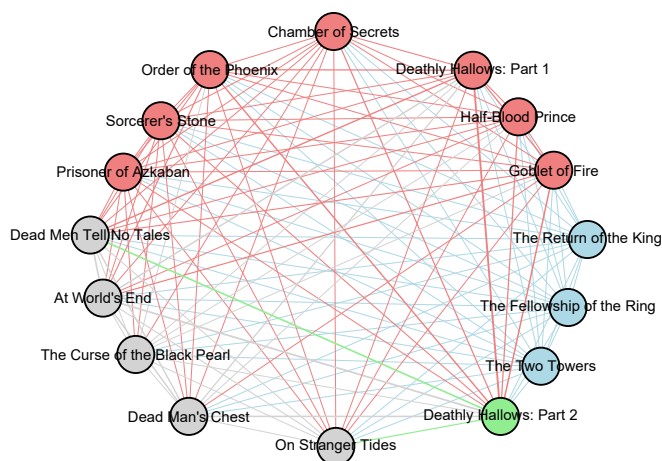 Chamber of Secrets
Order of the Phoenix
Deathly Hallows: Part 1
Sorcerer's Stone
Half-Blood Prince
Prisoner of Azkaban
Goblet of Fire
Dead Men Tell No Tales
The Return of the King
At World's End
The Fellowship of the Ring
The Curse of the Black Pearl
The Two Towers
Dead Man's Chest
Deathly Hallows: Part 2
On Stranger Tides